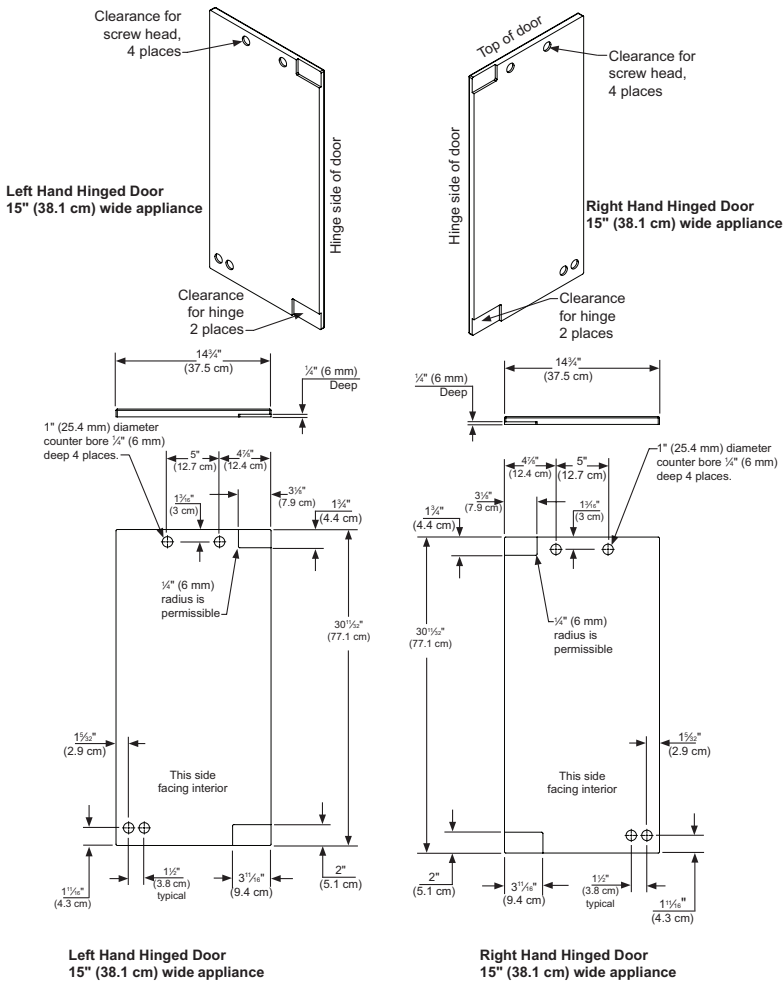 Clearance for
screw head,
4 places
Hinge side of door
Left Hand Hinged Door
15" (38.1 cm) wide appliance
Clearance
for hinge
2 places
Top of door
Clearance for
screw head,
4 places
Hinge side of door
Right Hand Hinged Door
15" (38.1 cm) wide appliance
Clearance
for hinge
2 places
14¾"
(37.5 cm)
¼" (6 mm)
Deep
1" (25.4 mm) diameter
counter bore ¼" (6 mm)
deep 4 places.
5"
(12.7 cm)
4⅞"
(12.4 cm)
1³⁄₁₆"
(3 cm)
3⅛"
(7.9 cm)
1¾"
(4.4 cm)
¼" (6 mm)
radius is
permissible
30¹¹⁄₃₂"
(77.1 cm)
1⁵⁄₃₂"
(2.9 cm)
This side
facing interior
1¹¹⁄₁₆"
(4.3 cm)
1½"
(3.8 cm)
typical
3¹¹⁄₁₆"
(9.4 cm)
2"
(5.1 cm)
Left Hand Hinged Door
15" (38.1 cm) wide appliance
14¾"
(37.5 cm)
¼" (6 mm)
Deep
4⅞"
(12.4 cm)
5"
(12.7 cm)
1" (25.4 mm) diameter
counter bore ¼" (6 mm)
deep 4 places.
3⅛"
(7.9 cm)
1³⁄₁₆"
(3 cm)
1¾"
(4.4 cm)
¼" (6 mm)
radius is
permissible
30¹¹⁄₃₂"
(77.1 cm)
1⁵⁄₃₂"
(2.9 cm)
This side
facing interior
2"
(5.1 cm)
3¹¹⁄₁₆"
(9.4 cm)
1½"
(3.8 cm)
typical
1¹¹⁄₁₆"
(4.3 cm)
Right Hand Hinged Door
15" (38.1 cm) wide appliance